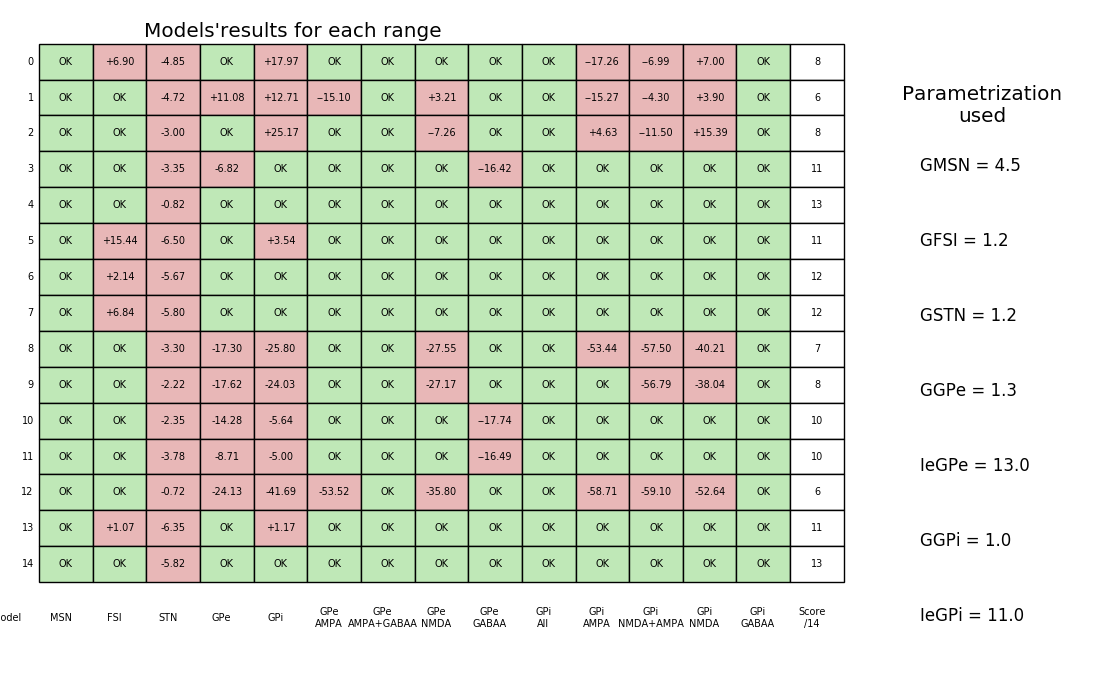 Models'results for each range
0 OK +6.90 -4.85 OK +17.97 OK OK OK OK OK --17.26 --6.99 +7.00 OK 8
1 OK OK -4.72 +11.08 +12.71 --15.10 OK +3.21 OK OK --15.27 --4.30 +3.90 OK 6
2 OK OK -3.00 OK +25.17 OK OK --7.26 OK OK +4.63 --11.50 +15.39 OK 8
3 OK OK -3.35 -6.82 OK OK OK OK --16.42 OK OK OK OK OK 11
4 OK OK -0.82 OK OK OK OK OK OK OK OK OK OK OK 13
5 OK +15.44 -6.50 OK +3.54 OK OK OK OK OK OK OK OK OK 11
6 OK +2.14 -5.67 OK OK OK OK OK OK OK OK OK OK OK 12
7 OK +6.84 -5.80 OK OK OK OK OK OK OK OK OK OK OK 12
8 OK OK -3.30 -17.30 -25.80 OK OK -27.55 OK OK -53.44 -57.50 -40.21 OK 7
9 OK OK -2.22 -17.62 -24.03 OK OK -27.17 OK OK OK -56.79 -38.04 OK 8
10 OK OK -2.35 -14.28 -5.64 OK OK OK --17.74 OK OK OK OK OK 10
11 OK OK -3.78 -8.71 -5.00 OK OK OK --16.49 OK OK OK OK OK 10
12 OK OK -0.72 -24.13 -41.69 -53.52 OK -35.80 OK OK -58.71 -59.10 -52.64 OK 6
13 OK +1.07 -6.35 OK +1.17 OK OK OK OK OK OK OK OK OK 11
14 OK OK -5.82 OK OK OK OK OK OK OK OK OK OK OK 13
odel MSN FSI STN GPe GPi GPe GPe GPe GPe GPi GPi GPi GPi GPi Score
AMPA AMPA+GABAA NMDA GABAA All AMPA NMDA+AMPA NMDA GABAA /14
Parametrization
used
GMSN = 4.5
GFSI = 1.2
GSTN = 1.2
GGPe = 1.3
IeGPe = 13.0
GGPi = 1.0
IeGPi = 11.0